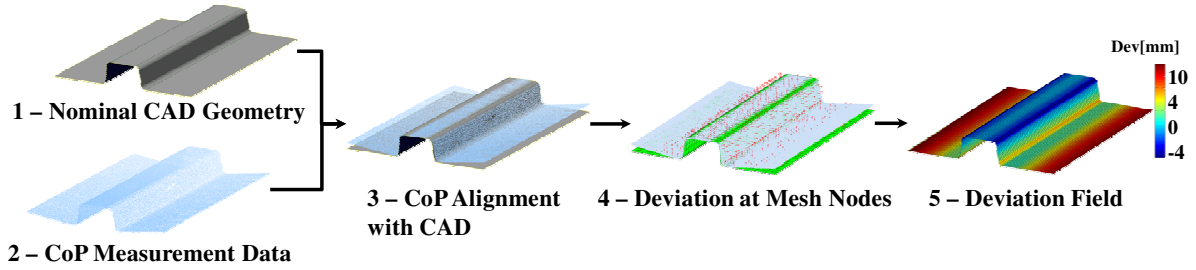 1 – Nominal CAD Geometry
2 – CoP Measurement Data
3 – CoP Alignment
with CAD
4 – Deviation at Mesh Nodes
5 – Deviation Field
Dev[mm]
10
4
0
-4